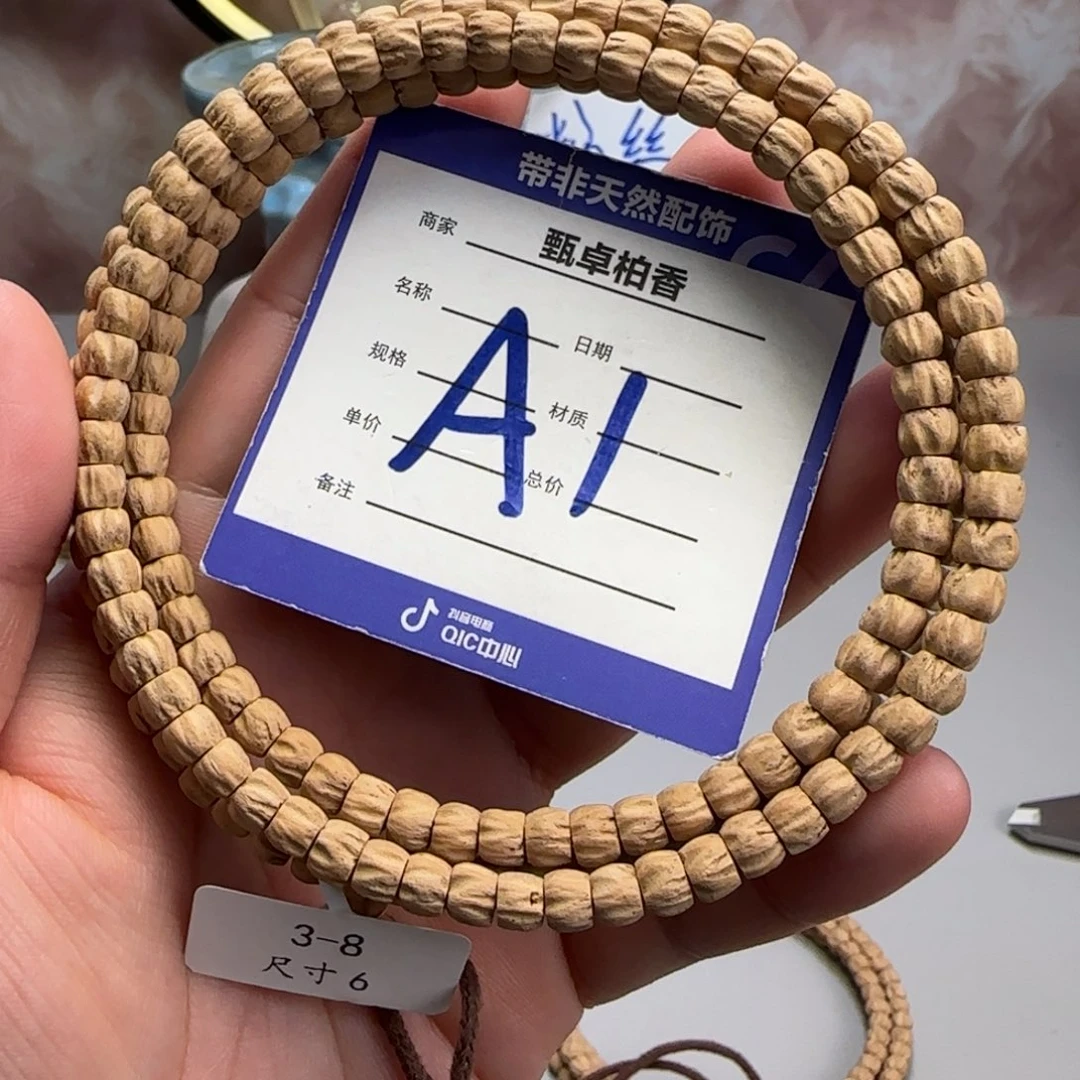 带非天然配饰
商家 甄卓柏香
名称
日期
规格
材质
单价
总价
备注
A1
抖音电商
QIC中心
3-8
尺寸6